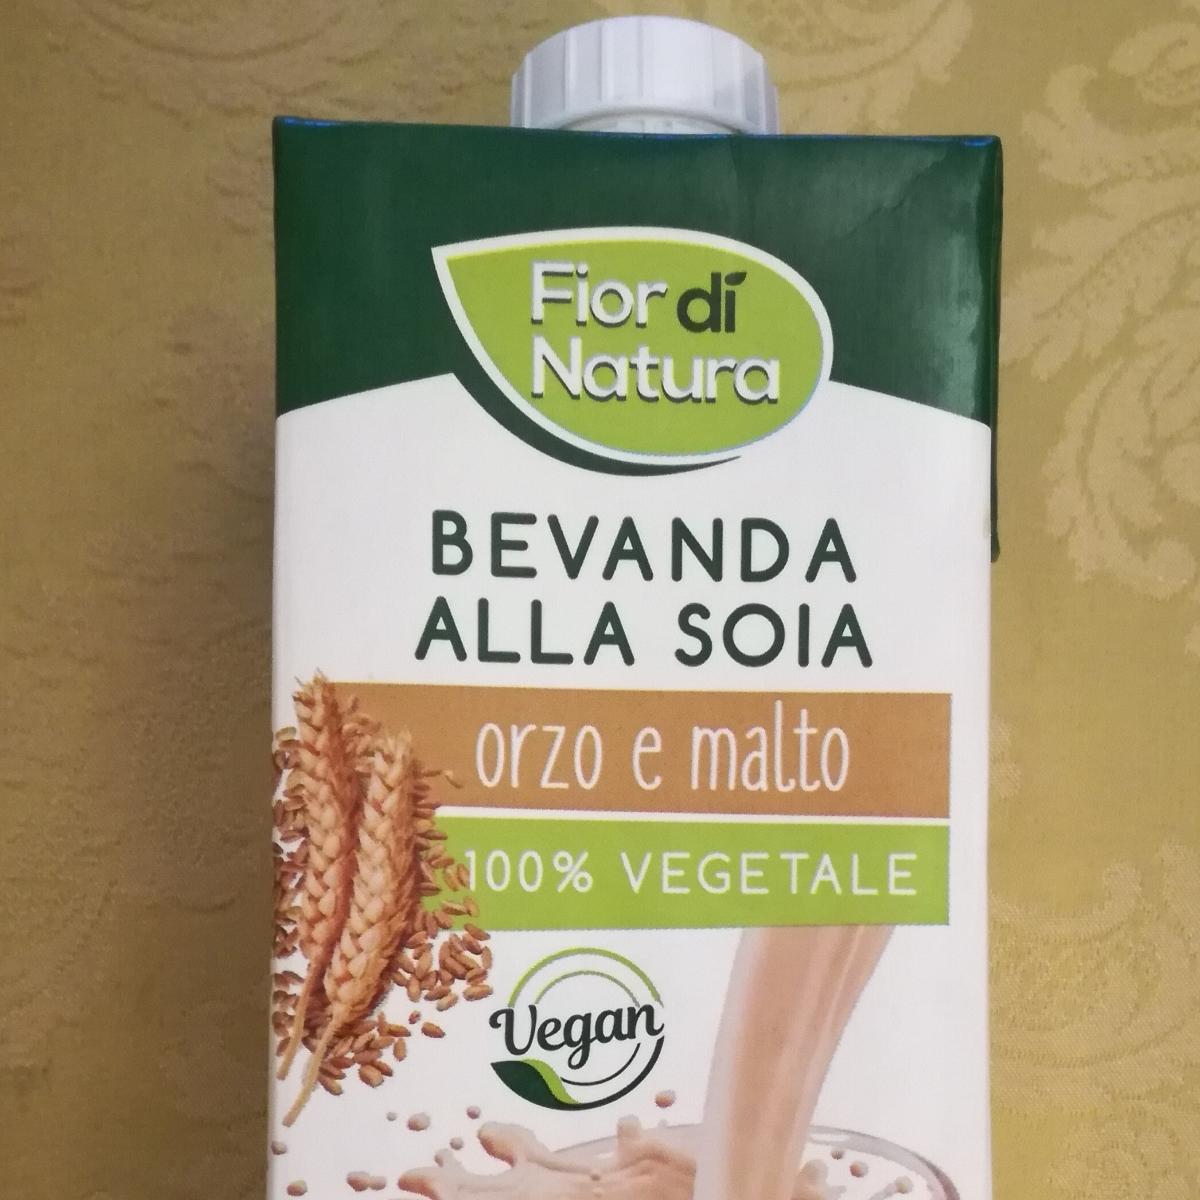 Fior di
Natura
BEVANDA
ALLA SOIA
orzo e malto
100% VEGETALE
Vegan